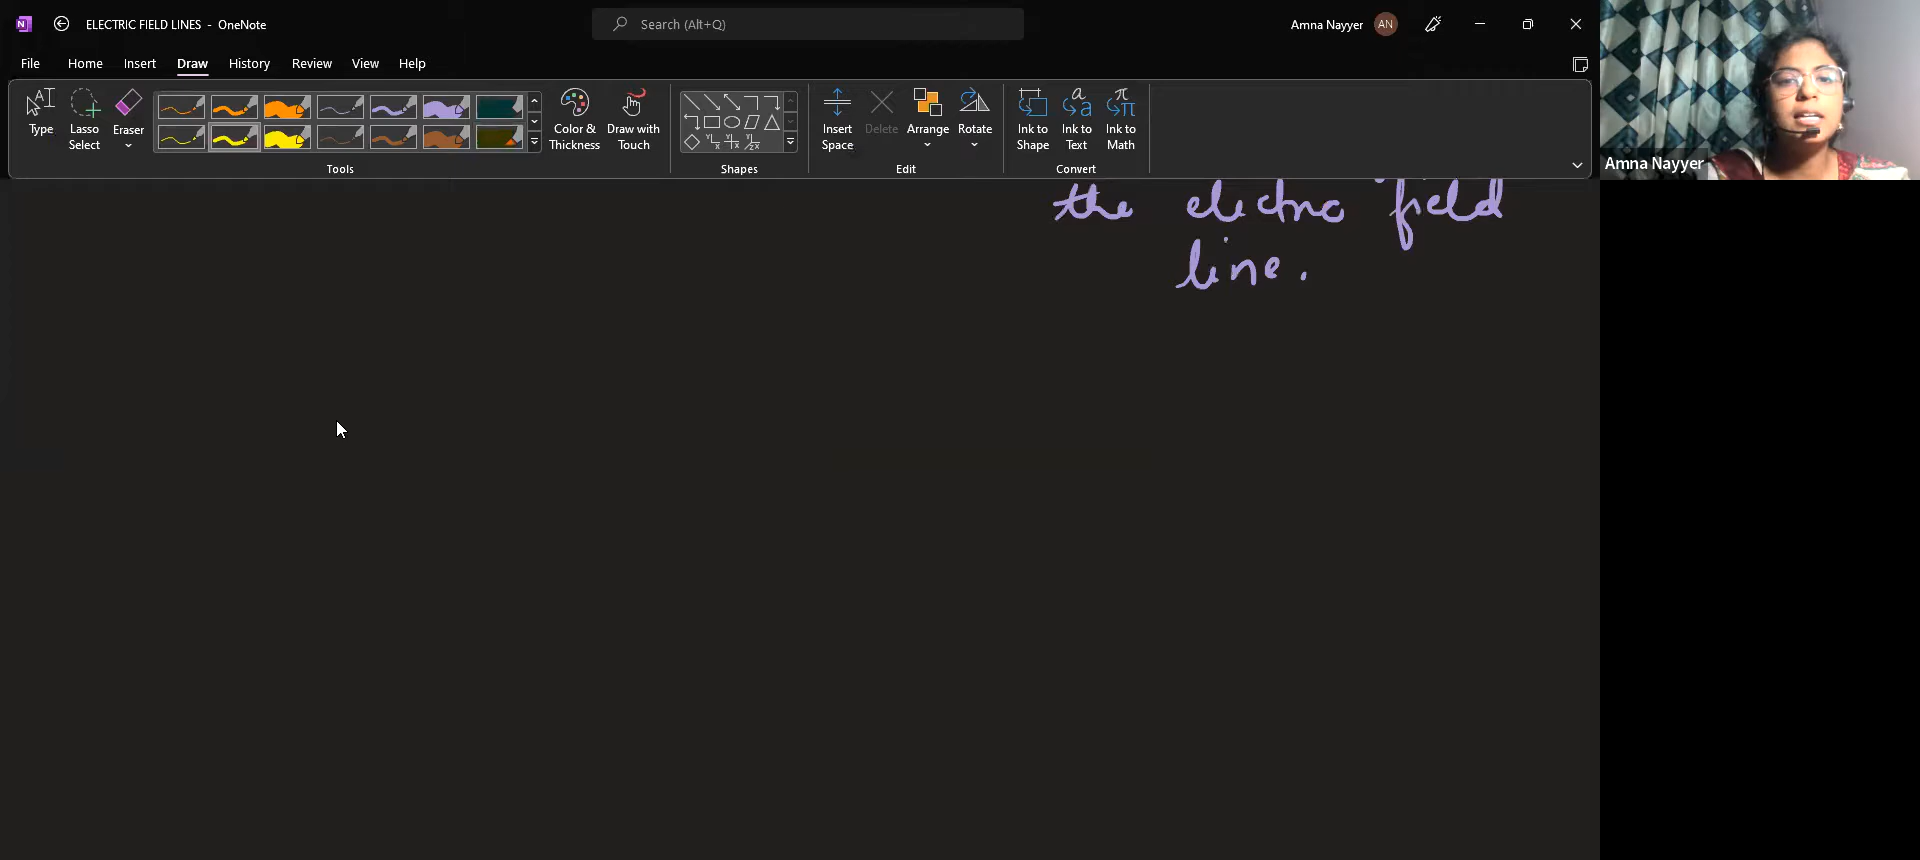 ELECTRIC FIELD LINES - OneNote
Search (Alt+Q)
Amna Nayyer AN
File Home Insert Draw History Review View Help
Type
Lasso Select
Eraser
Color & Thickness
Draw with Touch
Insert Space
Delete
Arrange
Rotate
Ink to Shape
Ink to Text
Ink to Math
Tools Shapes Edit Convert
Amna Nayyer
the electric field
line.